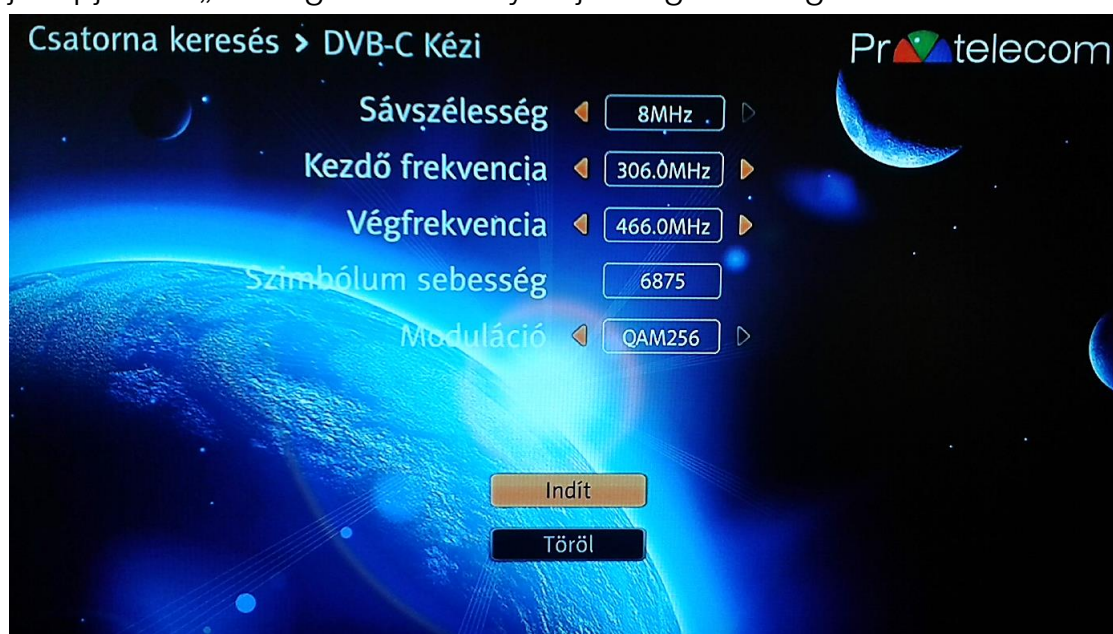 Csatorna keresés > DVB-C Kézi
Pr telecom
Sávszélesség 8MHz
Kezdő frekvencia 306.0MHz
Végfrekvencia 466.0MHz
Szimbólum sebesség 6875
Moduláció QAM256
Indít
Töröl